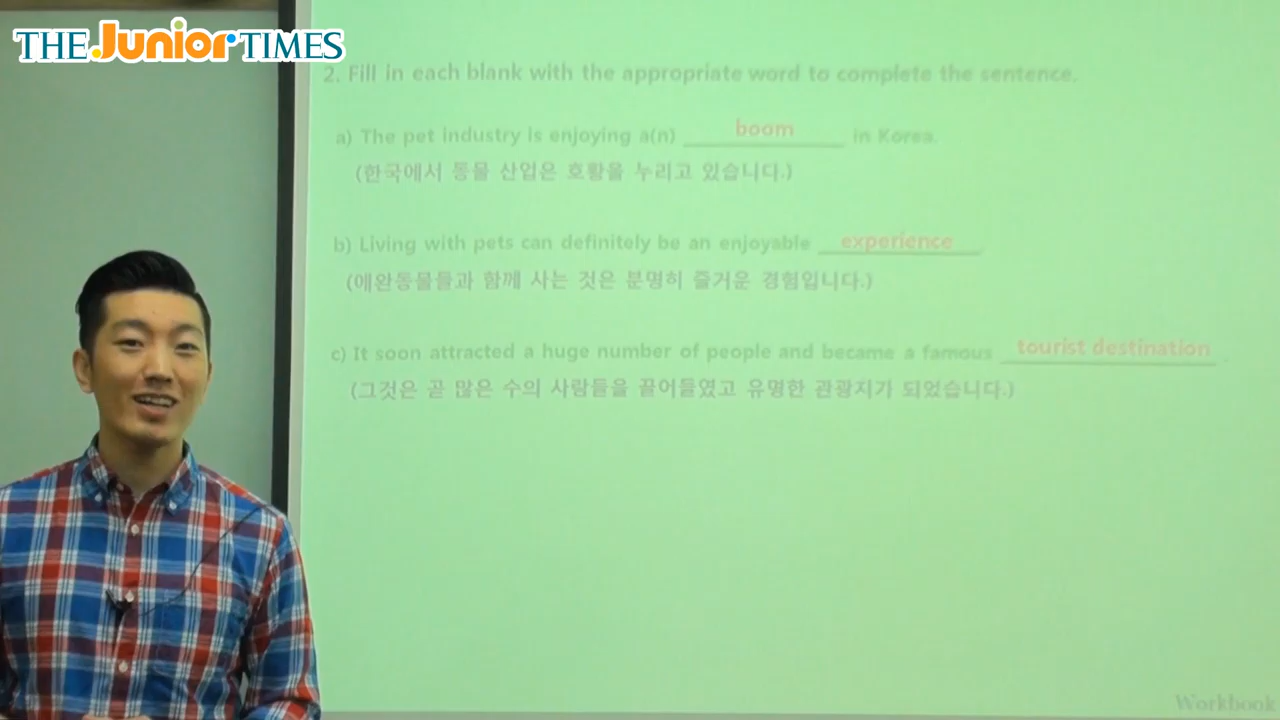 THE Junior TIMES
2. Fill in each blank with the appropriate word to complete the sentence.
a) The pet industry is enjoying a(n) boom in Korea.
(한국에서 동물 산업은 호황을 누리고 있습니다.)
b) Living with pets can definitely be an enjoyable experience
(애완동물들과 함께 사는 것은 분명히 즐거운 경험입니다.)
c) It soon attracted a huge number of people and became a famous tourist destination.
(그것은 곧 많은 수의 사람들을 끌어들였고 유명한 관광지가 되었습니다.)
Workbook